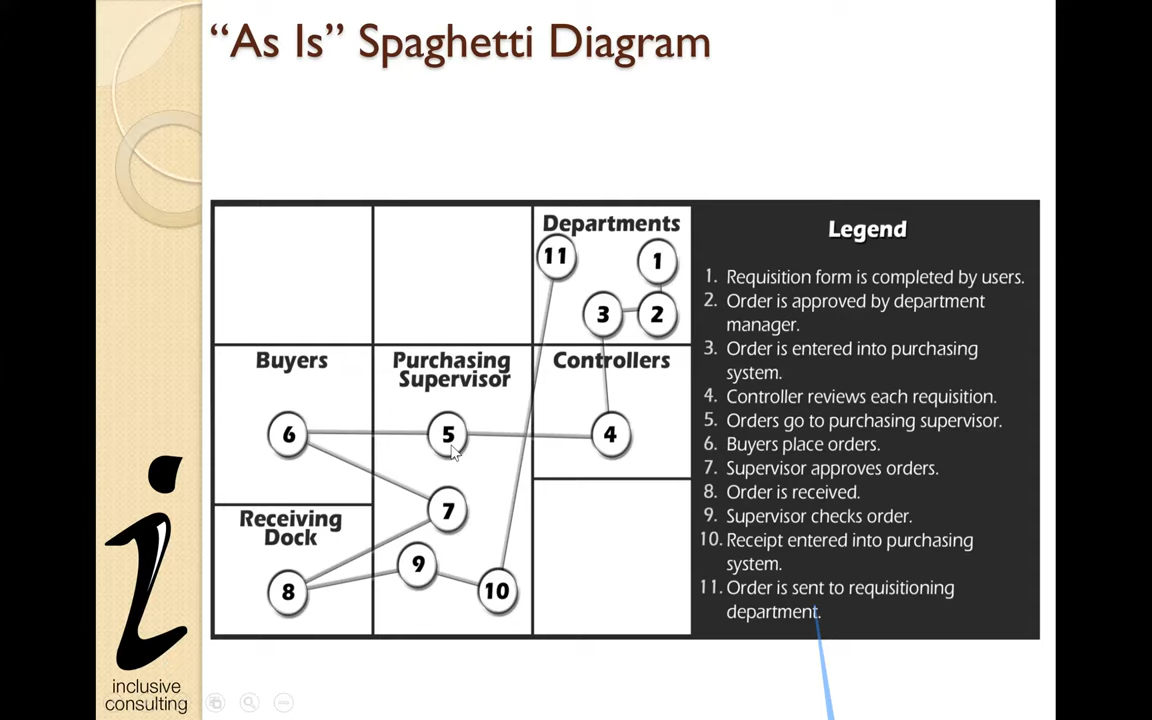 “As Is” Spaghetti Diagram
Departments
11
1
3
2
Buyers
Purchasing
Supervisor
Controllers
6
5
4
7
Receiving
Dock
9
8
10
Legend
1. Requisition form is completed by users.
2. Order is approved by department
manager.
3. Order is entered into purchasing
system.
4. Controller reviews each requisition.
5. Orders go to purchasing supervisor.
6. Buyers place orders.
7. Supervisor approves orders.
8. Order is received.
9. Supervisor checks order.
10. Receipt entered into purchasing
system.
11. Order is sent to requisitioning
department.
i
inclusive
consulting